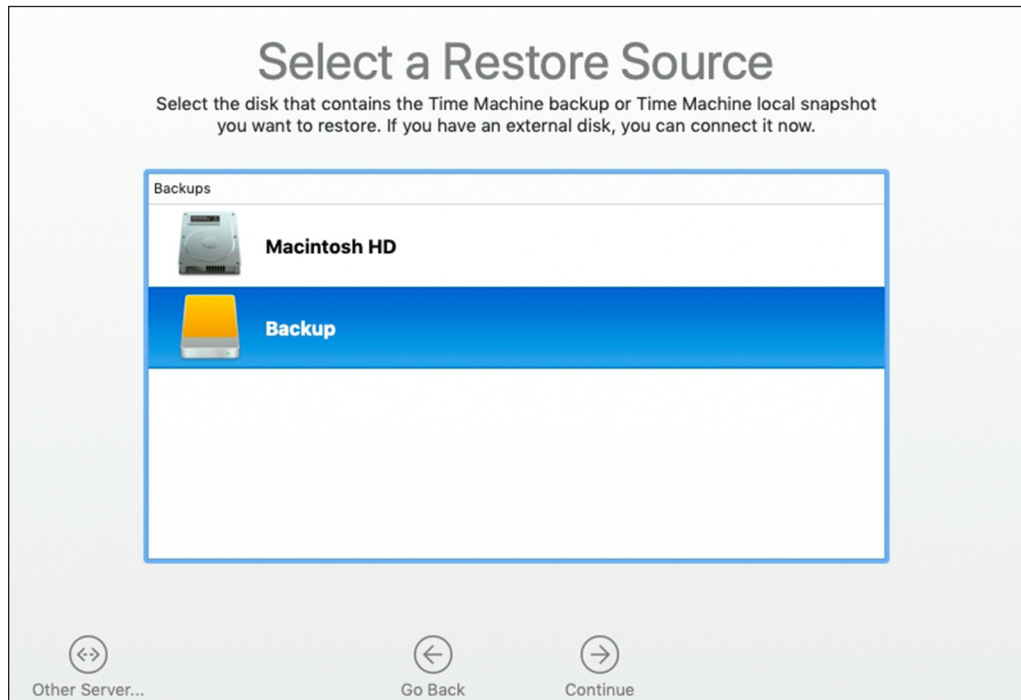 Select a Restore Source
Select the disk that contains the Time Machine backup or Time Machine local snapshot
you want to restore. If you have an external disk, you can connect it now.
Backups
Macintosh HD
Backup
Other Server...
Go Back
Continue